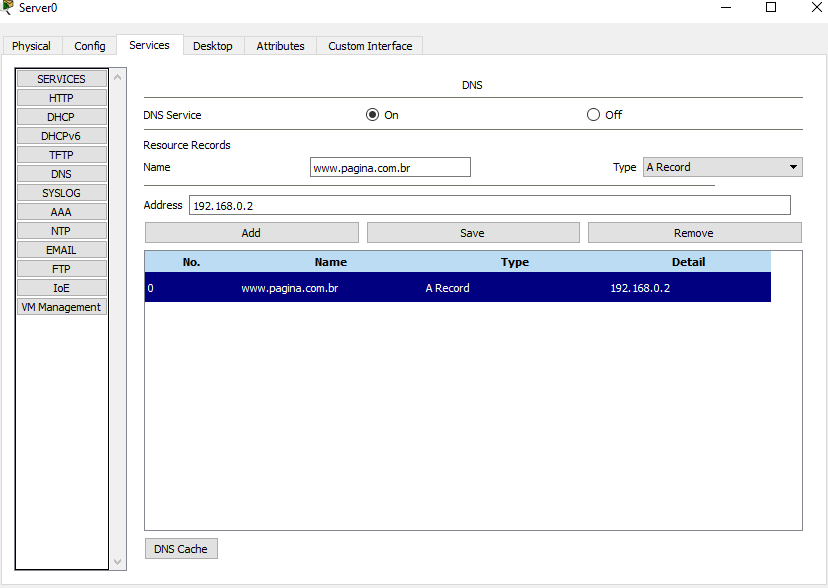 Server0
Physical Config Services Desktop Attributes Custom Interface
SERVICES
HTTP
DHCP
DHCPv6
TFTP
DNS
SYSLOG
AAA
NTP
EMAIL
FTP
IoE
VM Management
DNS
DNS Service On Off
Resource Records
Name www.pagina.com.br Type A Record
Address 192.168.0.2
Add Save Remove
No. Name Type Detail
0 www.pagina.com.br A Record 192.168.0.2
DNS Cache